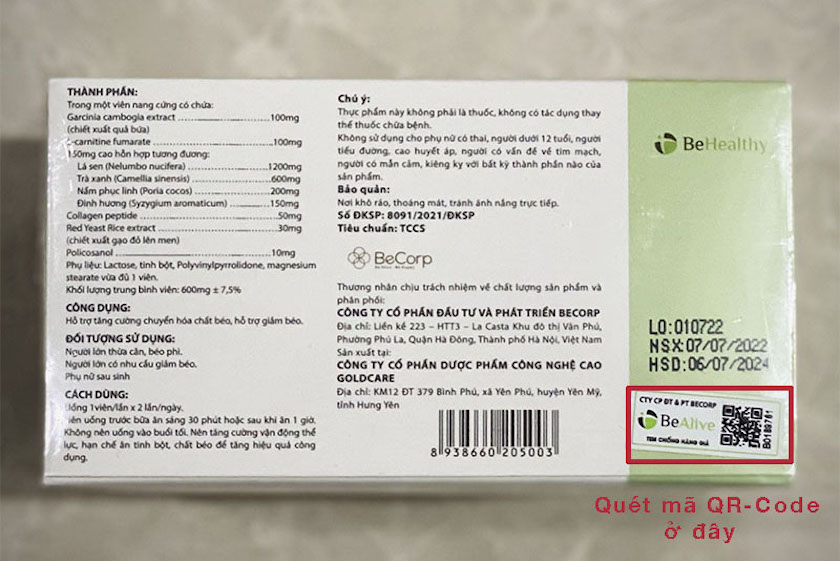 THÀNH PHẦN:
Trong một viên nang cứng có chứa:
Garcinia cambogia extract ........ 100mg
(chiết xuất quả bứa)
L-carnitine fumarate ........ 100mg
150mg cao hỗn hợp tương đương:
Lá sen (Nelumbo nucifera) ........ 1200mg
Trà xanh (Camellia sinensis) ........ 600mg
Nấm phục linh (Poria cocos) ........ 200mg
Đinh hương (Syzygium aromaticum) ........ 150mg
Collagen peptide ........ 50mg
Red Yeast Rice extract ........ 30mg
(chiết xuất gạo đỏ lên men)
Policosanol ........ 10mg
Phụ liệu: Lactose, tinh bột, Polyvinylpyrrolidone, magnesium
stearate vừa đủ 1 viên.
Khối lượng trung bình viên: 600mg ± 7,5%
CÔNG DỤNG:
Hỗ trợ tăng cường chuyển hóa chất béo, hỗ trợ giảm béo.
ĐỐI TƯỢNG SỬ DỤNG:
Người lớn thừa cân, béo phì.
Người lớn có nhu cầu giảm béo.
Phụ nữ sau sinh
CÁCH DÙNG:
Uống 1viên/lần x 2 lần/ngày.
Nên uống trước bữa ăn sáng 30 phút hoặc sau khi ăn 1 giờ.
Không nên uống vào buổi tối. Nên tăng cường vận động thể
lực, hạn chế ăn tinh bột, chất béo để tăng hiệu quả công
dụng.
Chú ý:
Thực phẩm này không phải là thuốc, không có tác dụng thay
thế thuốc chữa bệnh.
Không sử dụng cho phụ nữ có thai, người dưới 12 tuổi, người
tiểu đường, cao huyết áp, người có vấn đề về tim mạch,
người có mẫn cảm, kiêng kỵ với bất kỳ thành phần nào của
sản phẩm.
Bảo quản:
Nơi khô ráo, thoáng mát, tránh ánh nắng trực tiếp.
Số ĐKSP: 8091/2021/ĐKSP
Tiêu chuẩn: TCCS
BeCorp
Thương nhân chịu trách nhiệm về chất lượng sản phẩm và
phân phối:
CÔNG TY CỔ PHẦN ĐẦU TƯ VÀ PHÁT TRIỂN BECORP
Địa chỉ: Liền kề 223 – HTT3 – La Casta Khu đô thị Văn Phú,
Phường Phú La, Quận Hà Đông, Thành phố Hà Nội, Việt Nam
Sản xuất tại:
CÔNG TY CỔ PHẦN DƯỢC PHẨM CÔNG NGHỆ CAO
GOLDCARE
Địa chỉ: KM12 ĐT 379 Bình Phú, xã Yên Phú, huyện Yên Mỹ,
tỉnh Hưng Yên
8 938660 205003
BeHealthy
LO:010722
NSX:07/07/2022
HSD:06/07/2024
CTY CP ĐT & PT BECORP
BeAlive
TEM CHỐNG HÀNG GIẢ
B0189761
Quét mã QR-Code
ở đây